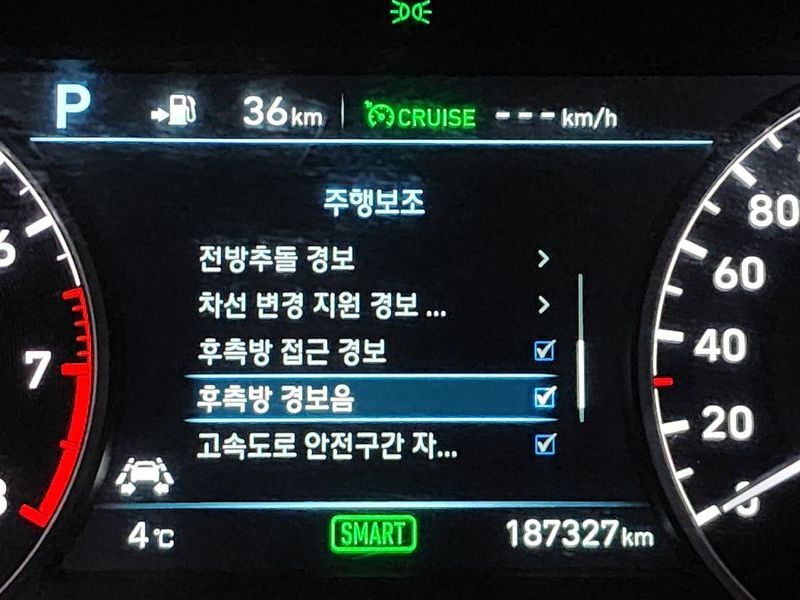 P 36km CRUISE ---km/h
주행보조
전방추돌 경보
차선 변경 지원 경보 ...
후측방 접근 경보
후측방 경보음
고속도로 안전구간 자...
4℃ SMART 187327km
6
7
8
80
60
40
20
0